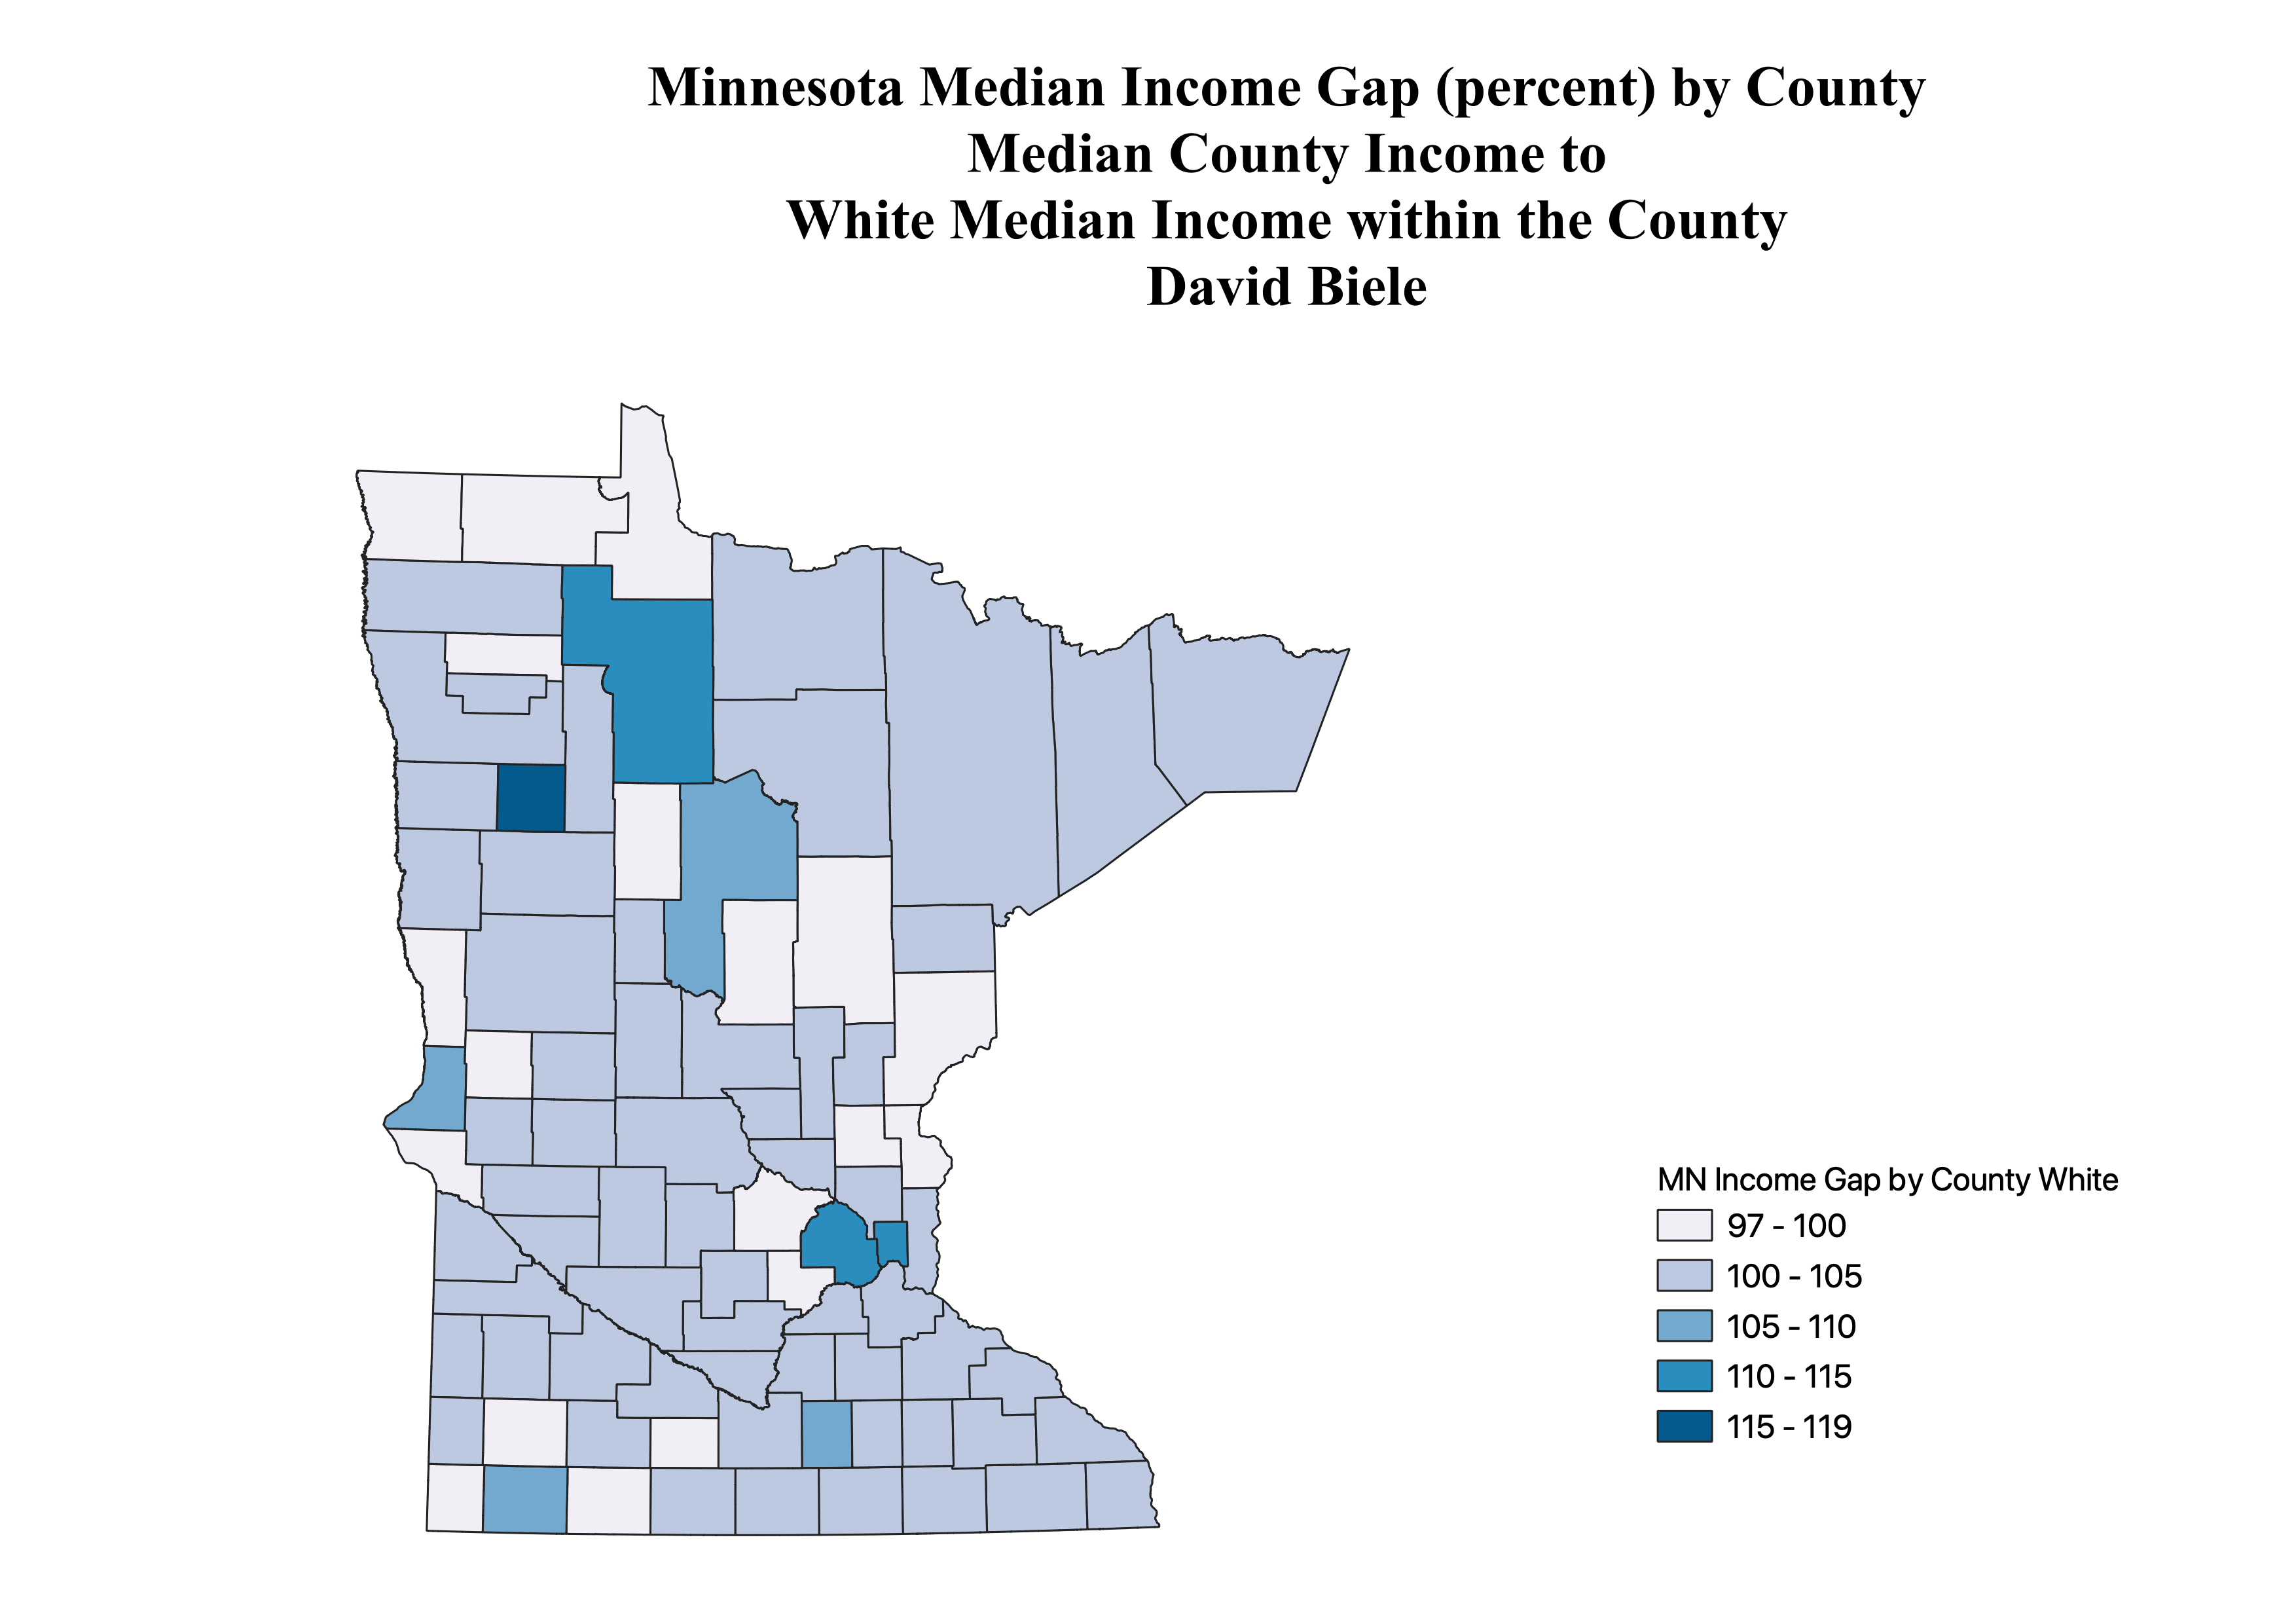 Minnesota Median Income Gap (percent) by County
Median County Income to
White Median Income within the County
David Biele
MN Income Gap by County White
97 - 100
100 - 105
105 - 110
110 - 115
115 - 119